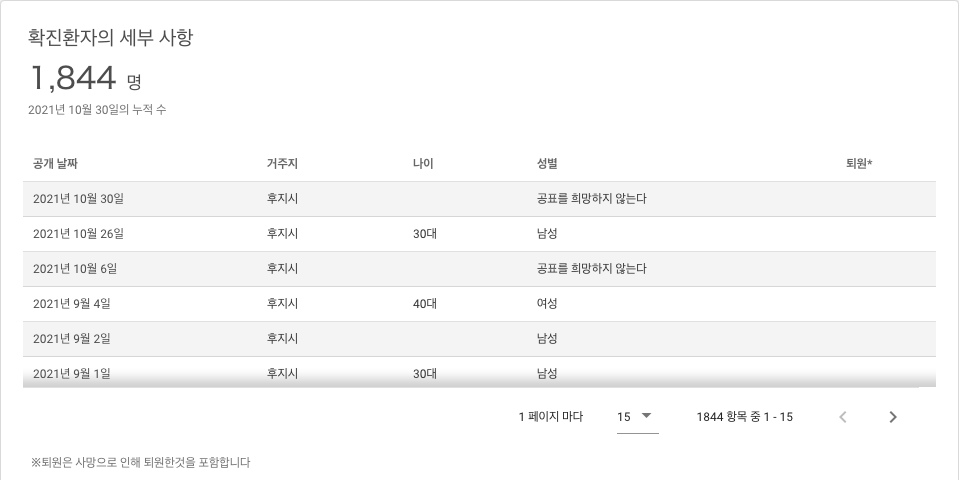 확진환자의 세부 사항
1,844 명
2021년 10월 30일의 누적 수
공개 날짜 거주지 나이 성별 퇴원*
2021년 10월 30일 후지시 공표를 희망하지 않는다
2021년 10월 26일 후지시 30대 남성
2021년 10월 6일 후지시 공표를 희망하지 않는다
2021년 9월 4일 후지시 40대 여성
2021년 9월 2일 후지시 남성
2021년 9월 1일 후지시 30대 남성
1 페이지 마다 15 1844 항목 중 1 - 15
※퇴원은 사망으로 인해 퇴원한것을 포함합니다